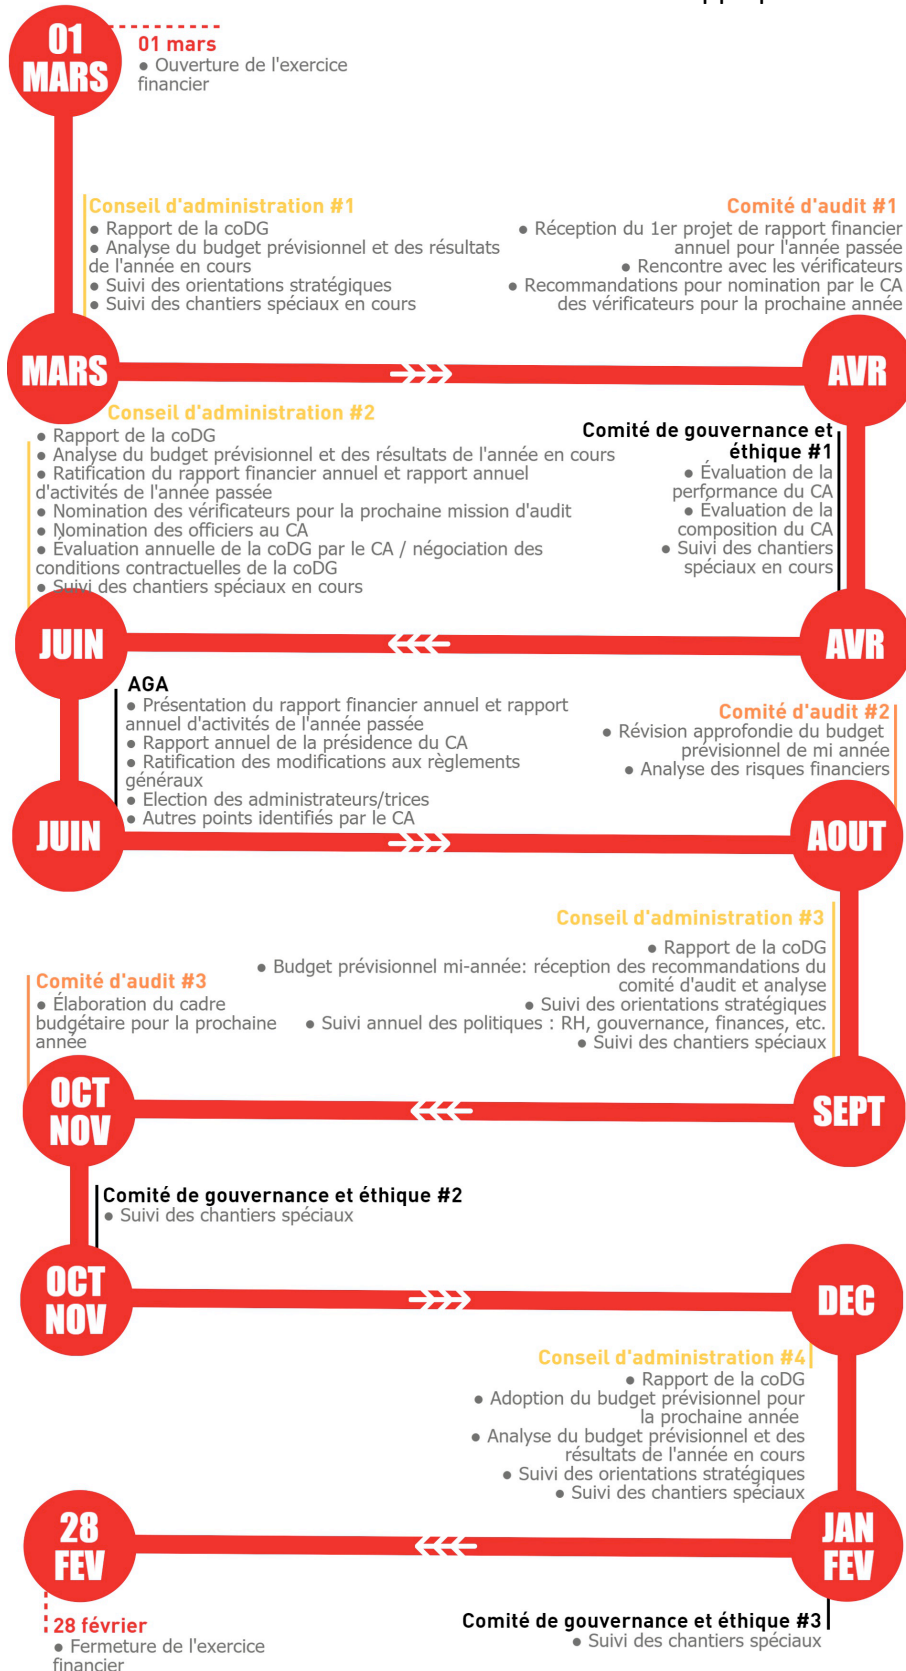 01
MARS
01 mars
● Ouverture de l'exercice
financier
Conseil d'administration #1
● Rapport de la coDG
● Analyse du budget prévisionnel et des résultats
de l'année en cours
● Suivi des orientations stratégiques
● Suivi des chantiers spéciaux en cours
Comité d'audit #1
● Réception du 1er projet de rapport financier
annuel pour l'année passée
● Rencontre avec les vérificateurs
● Recommandations pour nomination par le CA
des vérificateurs pour la prochaine année
MARS
AVR
Conseil d'administration #2
● Rapport de la coDG
● Analyse du budget prévisionnel et des résultats de l'année en cours
● Ratification du rapport financier annuel et rapport annuel
d'activités de l'année passée
● Nomination des vérificateurs pour la prochaine mission d'audit
● Nomination des officiers au CA
● Évaluation annuelle de la coDG par le CA / négociation des
conditions contractuelles de la coDG
● Suivi des chantiers spéciaux en cours
Comité de gouvernance et
éthique #1
● Évaluation de la
performance du CA
● Évaluation de la
composition du CA
● Suivi des chantiers
spéciaux en cours
JUIN
AVR
AGA
● Présentation du rapport financier annuel et rapport
annuel d'activités de l'année passée
● Rapport annuel de la présidence du CA
● Ratification des modifications aux règlements
généraux
● Election des administrateurs/trices
● Autres points identifiés par le CA
Comité d'audit #2
● Révision approfondie du budget
prévisionnel de mi année
● Analyse des risques financiers
JUIN
AOUT
Conseil d'administration #3
● Rapport de la coDG
● Budget prévisionnel mi-année: réception des recommandations du
comité d'audit et analyse
● Suivi des orientations stratégiques
● Suivi annuel des politiques : RH, gouvernance, finances, etc.
● Suivi des chantiers spéciaux
Comité d'audit #3
● Élaboration du cadre
budgétaire pour la prochaine
année
OCT
NOV
SEPT
Comité de gouvernance et éthique #2
● Suivi des chantiers spéciaux
OCT
NOV
DEC
Conseil d'administration #4
● Rapport de la coDG
● Adoption du budget prévisionnel pour
la prochaine année
● Analyse du budget prévisionnel et des
résultats de l'année en cours
● Suivi des orientations stratégiques
● Suivi des chantiers spéciaux
28
FEV
JAN
FEV
28 février
● Fermeture de l'exercice
financier
Comité de gouvernance et éthique #3
● Suivi des chantiers spéciaux